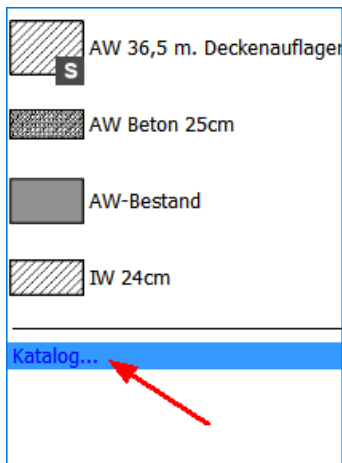 AW 36,5 m. Deckenauflager
S
AW Beton 25cm
AW-Bestand
IW 24cm
Katalog...